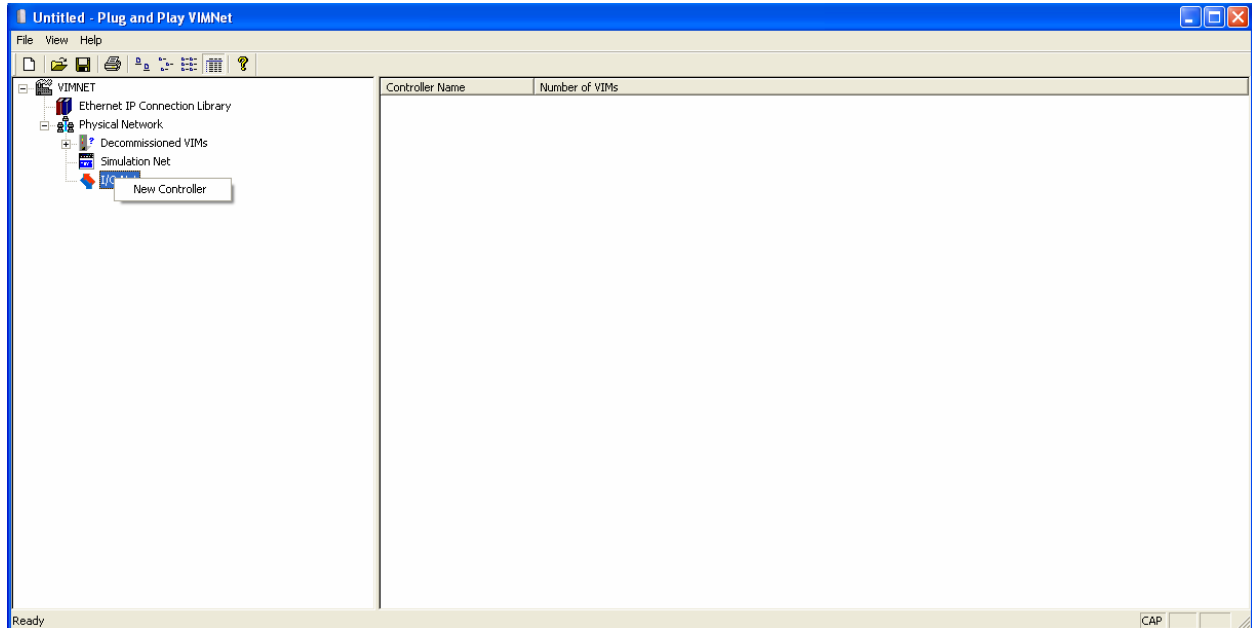 Untitled - Plug and Play VIMNet
File View Help
VIMNET
Ethernet IP Connection Library
Physical Network
Decommissioned VIMs
Simulation Net
New Controller
Controller Name Number of VIMs
Ready
CAP